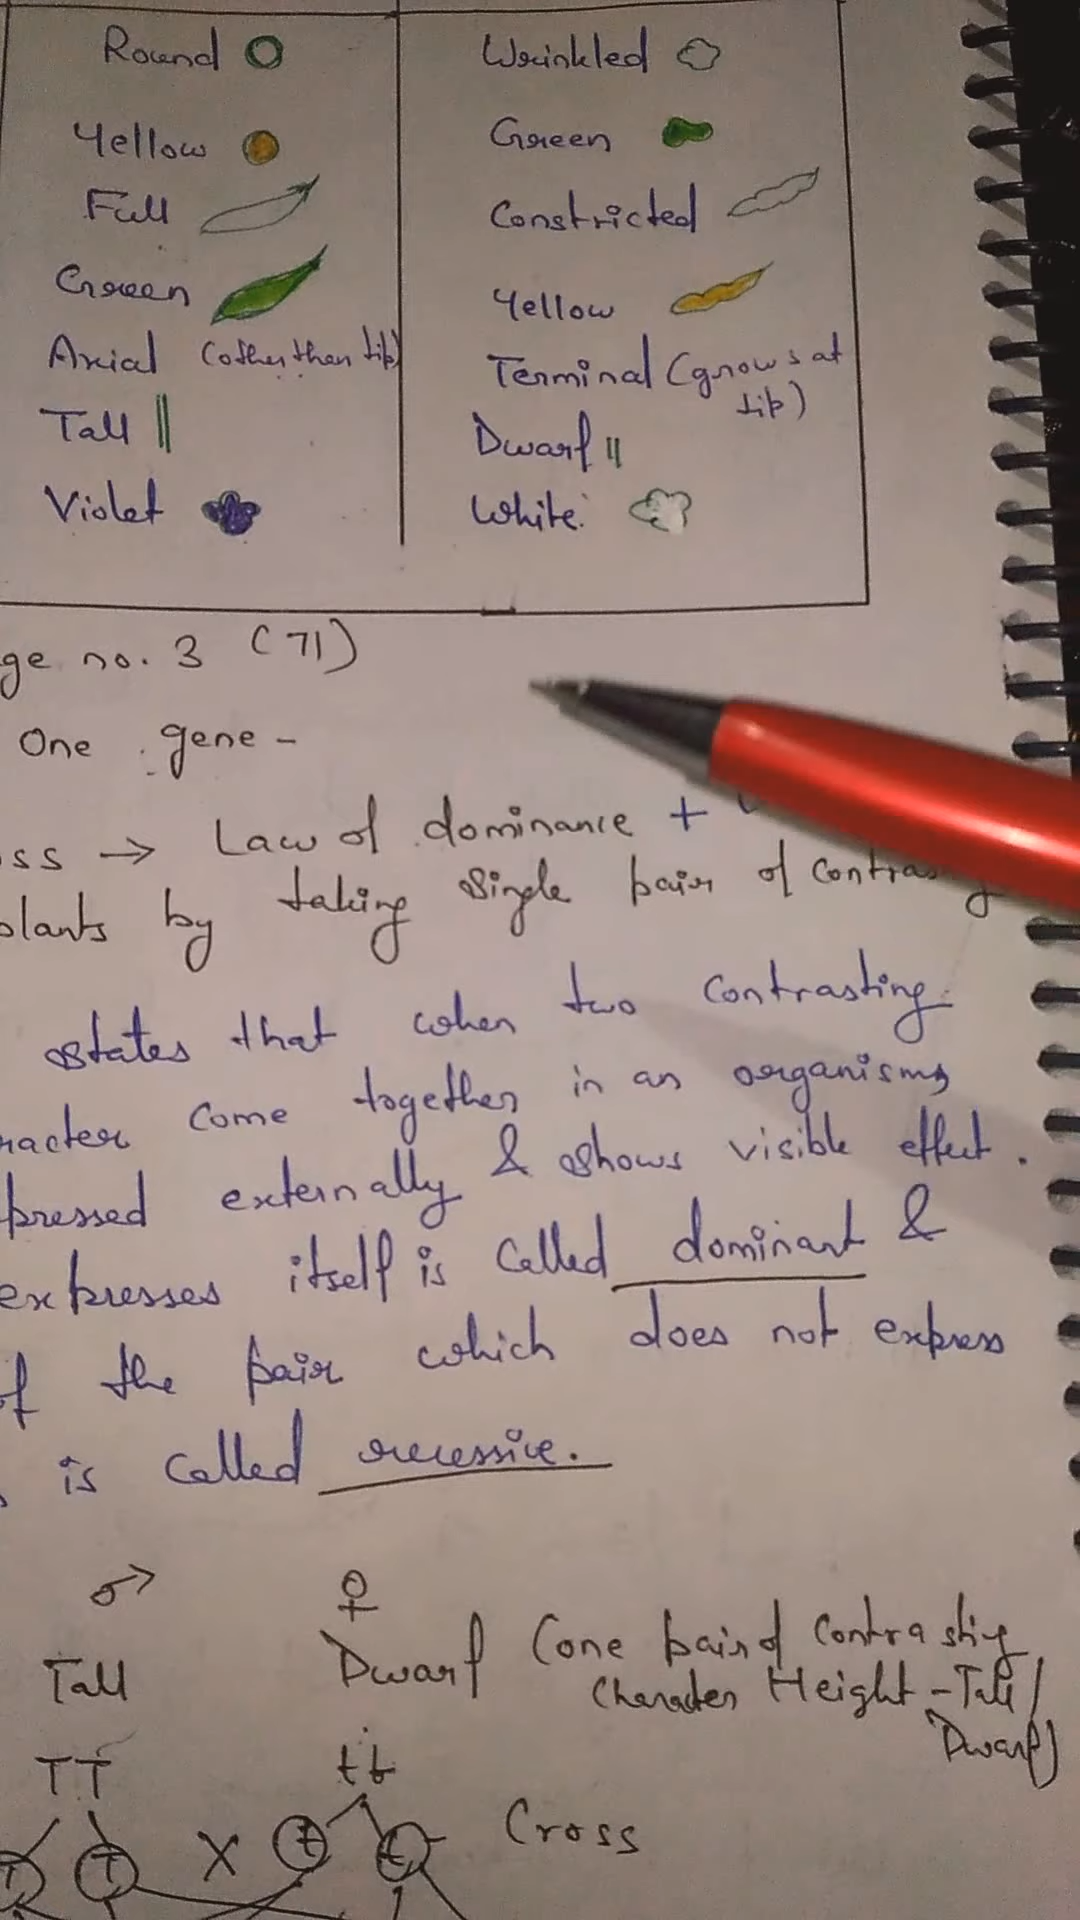 Round
Wrinkled
Yellow
Green
Full
Constricted
Green
Yellow
Axial (other than tip)
Terminal (grows at
tip)
Tall
Dwarf
Violet
White
ge no. 3 (71)
One gene -
ss → Law of dominance +
plants by taking single pair of contras
states that when two contrasting
racter come together in an organisms
pressed externally & shows visible effect.
expresses itself is called dominant &
of the pair which does not express
is called recessive.
♂ ♀
Tall Dwarf (one pair of contrasting
character Height - Tall/
Dwarf)
TT tt
T T X t t Cross